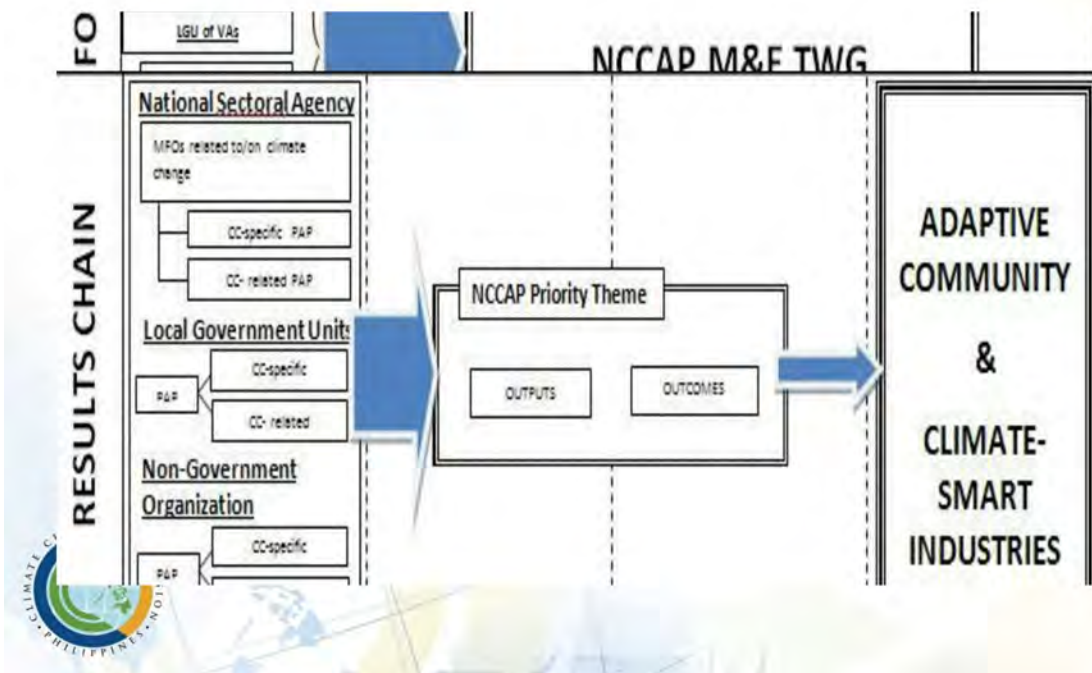 FO
LGU of VAs
NCCAP M&E TWG
RESULTS CHAIN
National Sectoral Agency
MFOs related to/on climate
change
CC-specific PAP
CC- related PAP
Local Government Units
PAP
CC-specific
CC- related
Non-Government
Organization
PAP
CC-specific
NCCAP Priority Theme
OUTPUTS
OUTCOMES
ADAPTIVE
COMMUNITY
&
CLIMATE-
SMART
INDUSTRIES
CLIMATE
PHILIPPINES